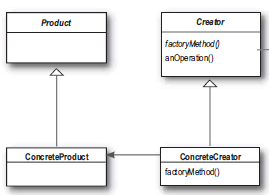 Product
Creator
factoryMethod()
anOperation()
ConcreteProduct
ConcreteCreator
factoryMethod()